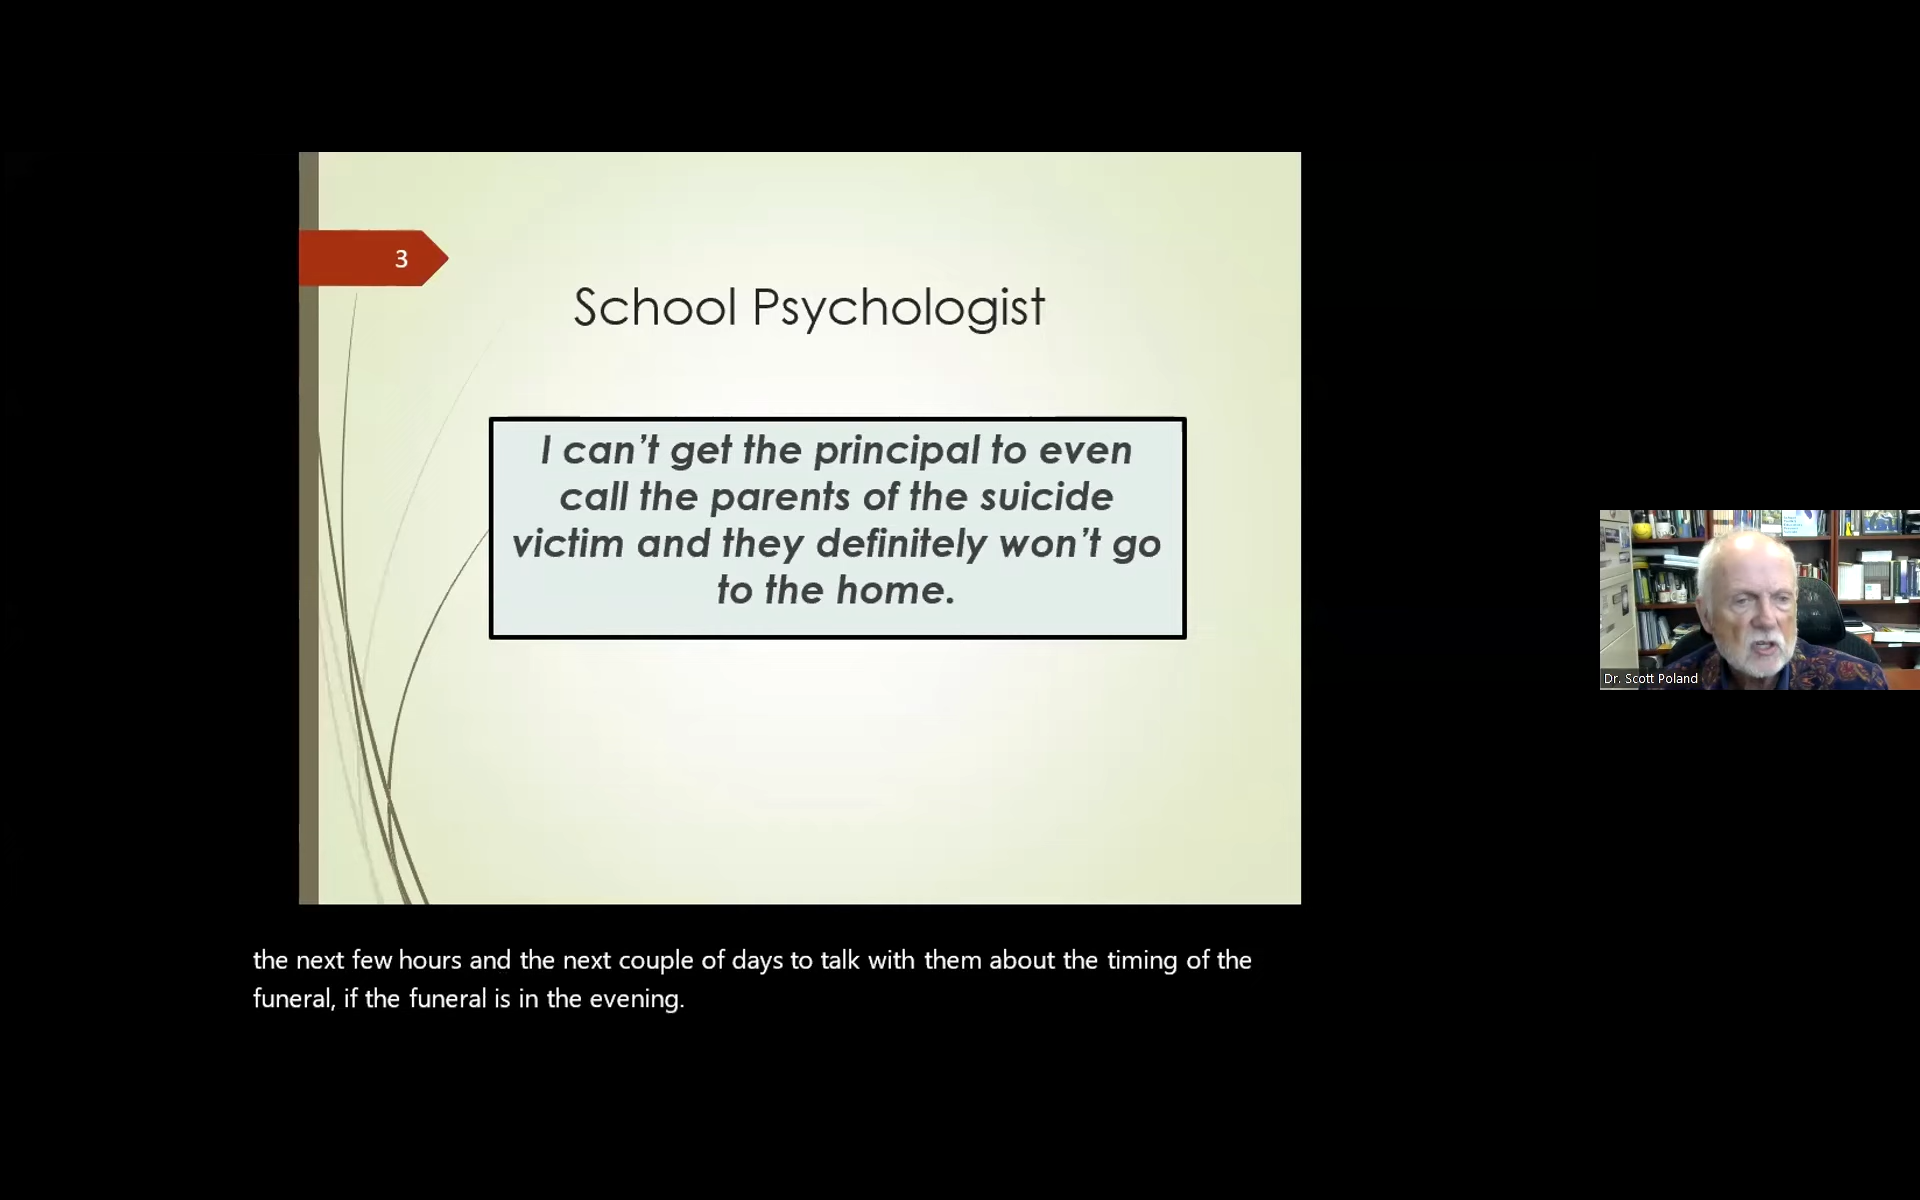 3
School Psychologist
I can’t get the principal to even
call the parents of the suicide
victim and they definitely won’t go
to the home.
Dr. Scott Poland
the next few hours and the next couple of days to talk with them about the timing of the
funeral, if the funeral is in the evening.